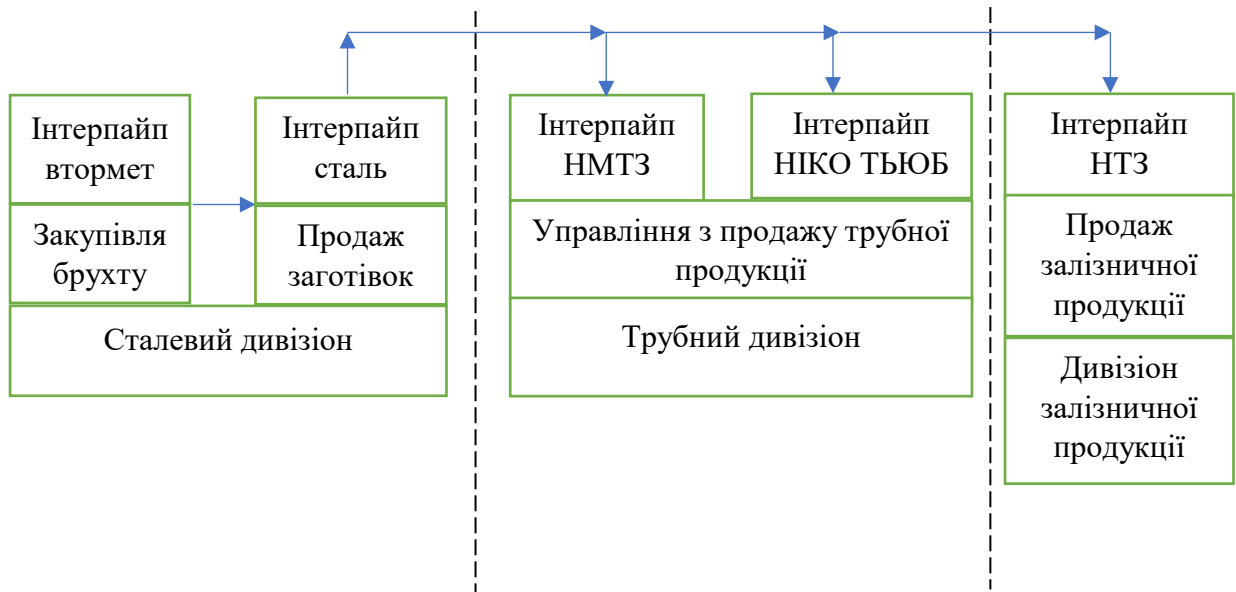 Інтерпайп
втормет
Закупівля
брухту
Інтерпайп
сталь
Продаж
заготівок
Сталевий дивізіон
Інтерпайп
НМТЗ
Інтерпайп
НІКО ТЬЮБ
Управління з продажу трубної
продукції
Трубний дивізіон
Інтерпайп
НТЗ
Продаж
залізничної
продукції
Дивізіон
залізничної
продукції